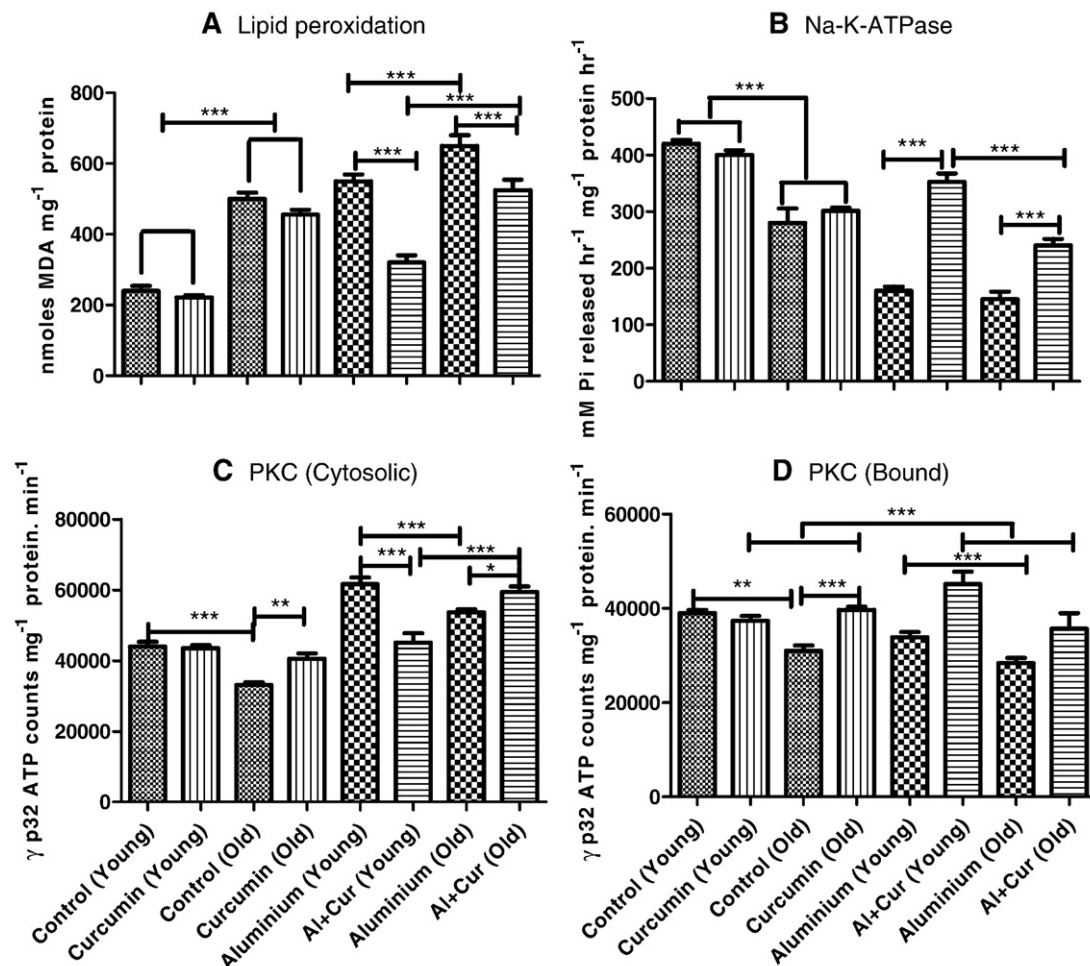 A Lipid peroxidation
nmoles MDA mg⁻¹ protein
800
600
400
200
0
***
***
***
***
***
B Na-K-ATPase
mM Pi released hr⁻¹ mg⁻¹ protein hr⁻¹
500
400
300
200
100
0
***
***
***
***
C PKC (Cytosolic)
γ p32 ATP counts mg⁻¹ protein. min⁻¹
80000
60000
40000
20000
0
***
**
***
***
***
*
Control (Young)
Curcumin (Young)
Control (Old)
Curcumin (Old)
Aluminium (Young)
Al+Cur (Young)
Aluminium (Old)
Al+Cur (Old)
D PKC (Bound)
γ p32 ATP counts mg⁻¹ protein. min⁻¹
60000
40000
20000
0
***
**
***
***
Control (Young)
Curcumin (Young)
Control (Old)
Curcumin (Old)
Aluminium (Young)
Al+Cur (Young)
Aluminium (Old)
Al+Cur (Old)